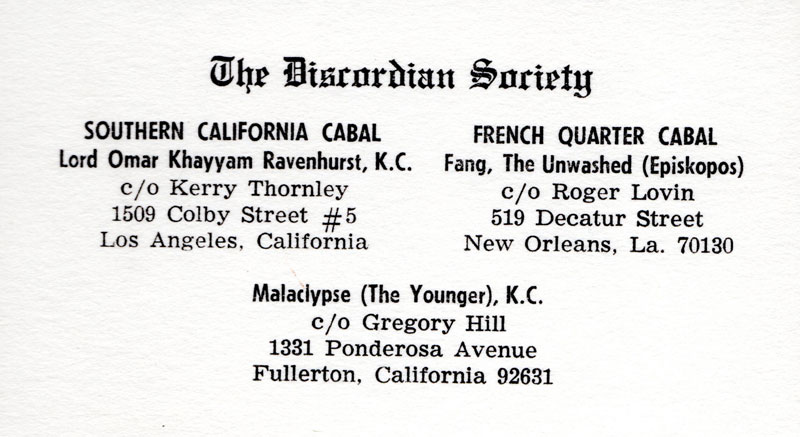 The Discordian Society
SOUTHERN CALIFORNIA CABAL
Lord Omar Khayyam Ravenhurst, K.C.
c/o Kerry Thornley
1509 Colby Street #5
Los Angeles, California
FRENCH QUARTER CABAL
Fang, The Unwashed (Episkopos)
c/o Roger Lovin
519 Decatur Street
New Orleans, La. 70130
Malaclypse (The Younger), K.C.
c/o Gregory Hill
1331 Ponderosa Avenue
Fullerton, California 92631